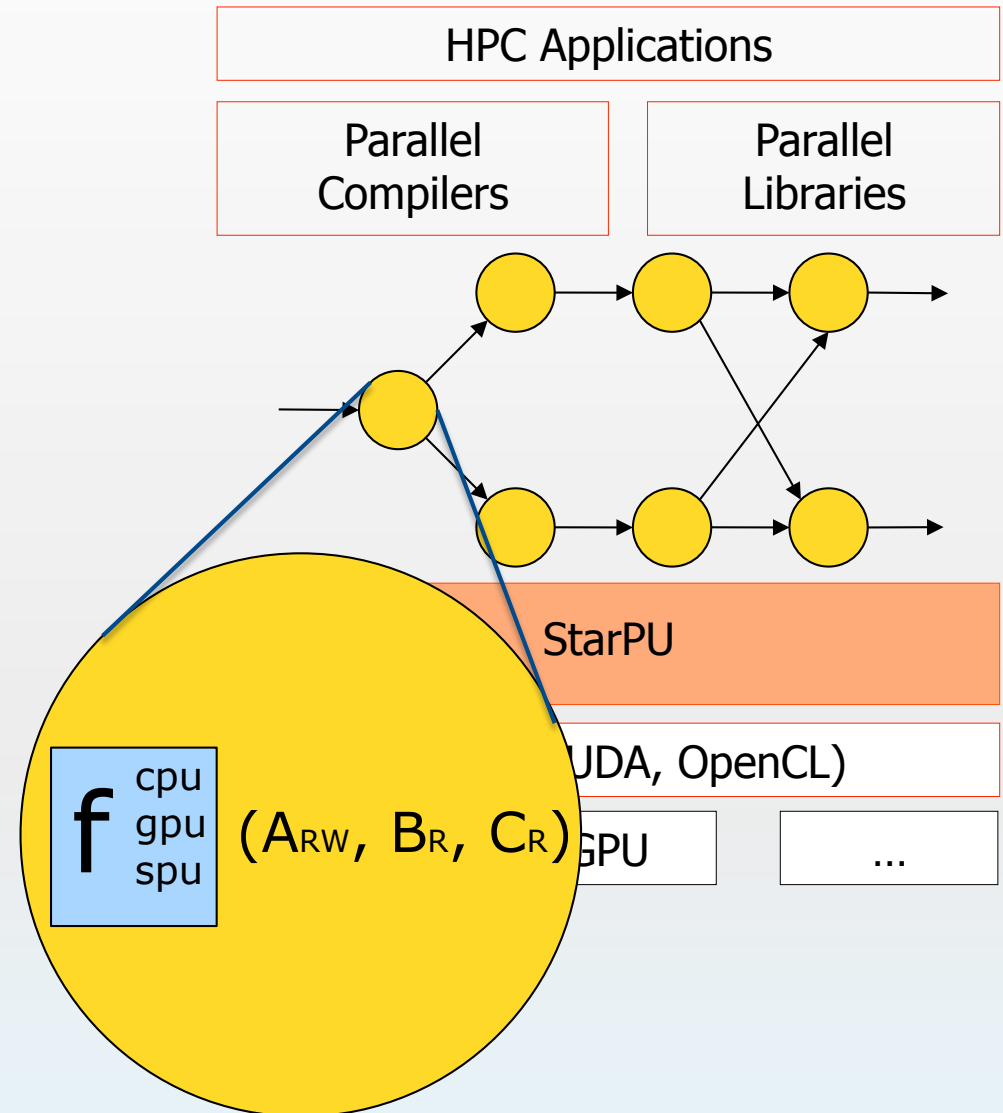 HPC Applications
Parallel
Compilers
Parallel
Libraries
StarPU
UDA, OpenCL)
f cpu
gpu
spu
(ARW, BR, CR)
GPU
...